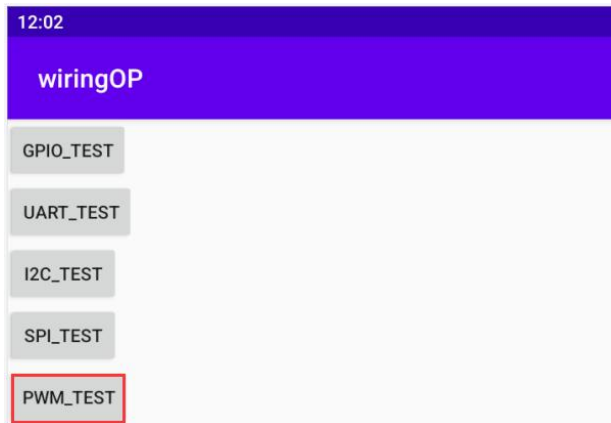 12:02
wiringOP
GPIO_TEST
UART_TEST
I2C_TEST
SPI_TEST
PWM_TEST